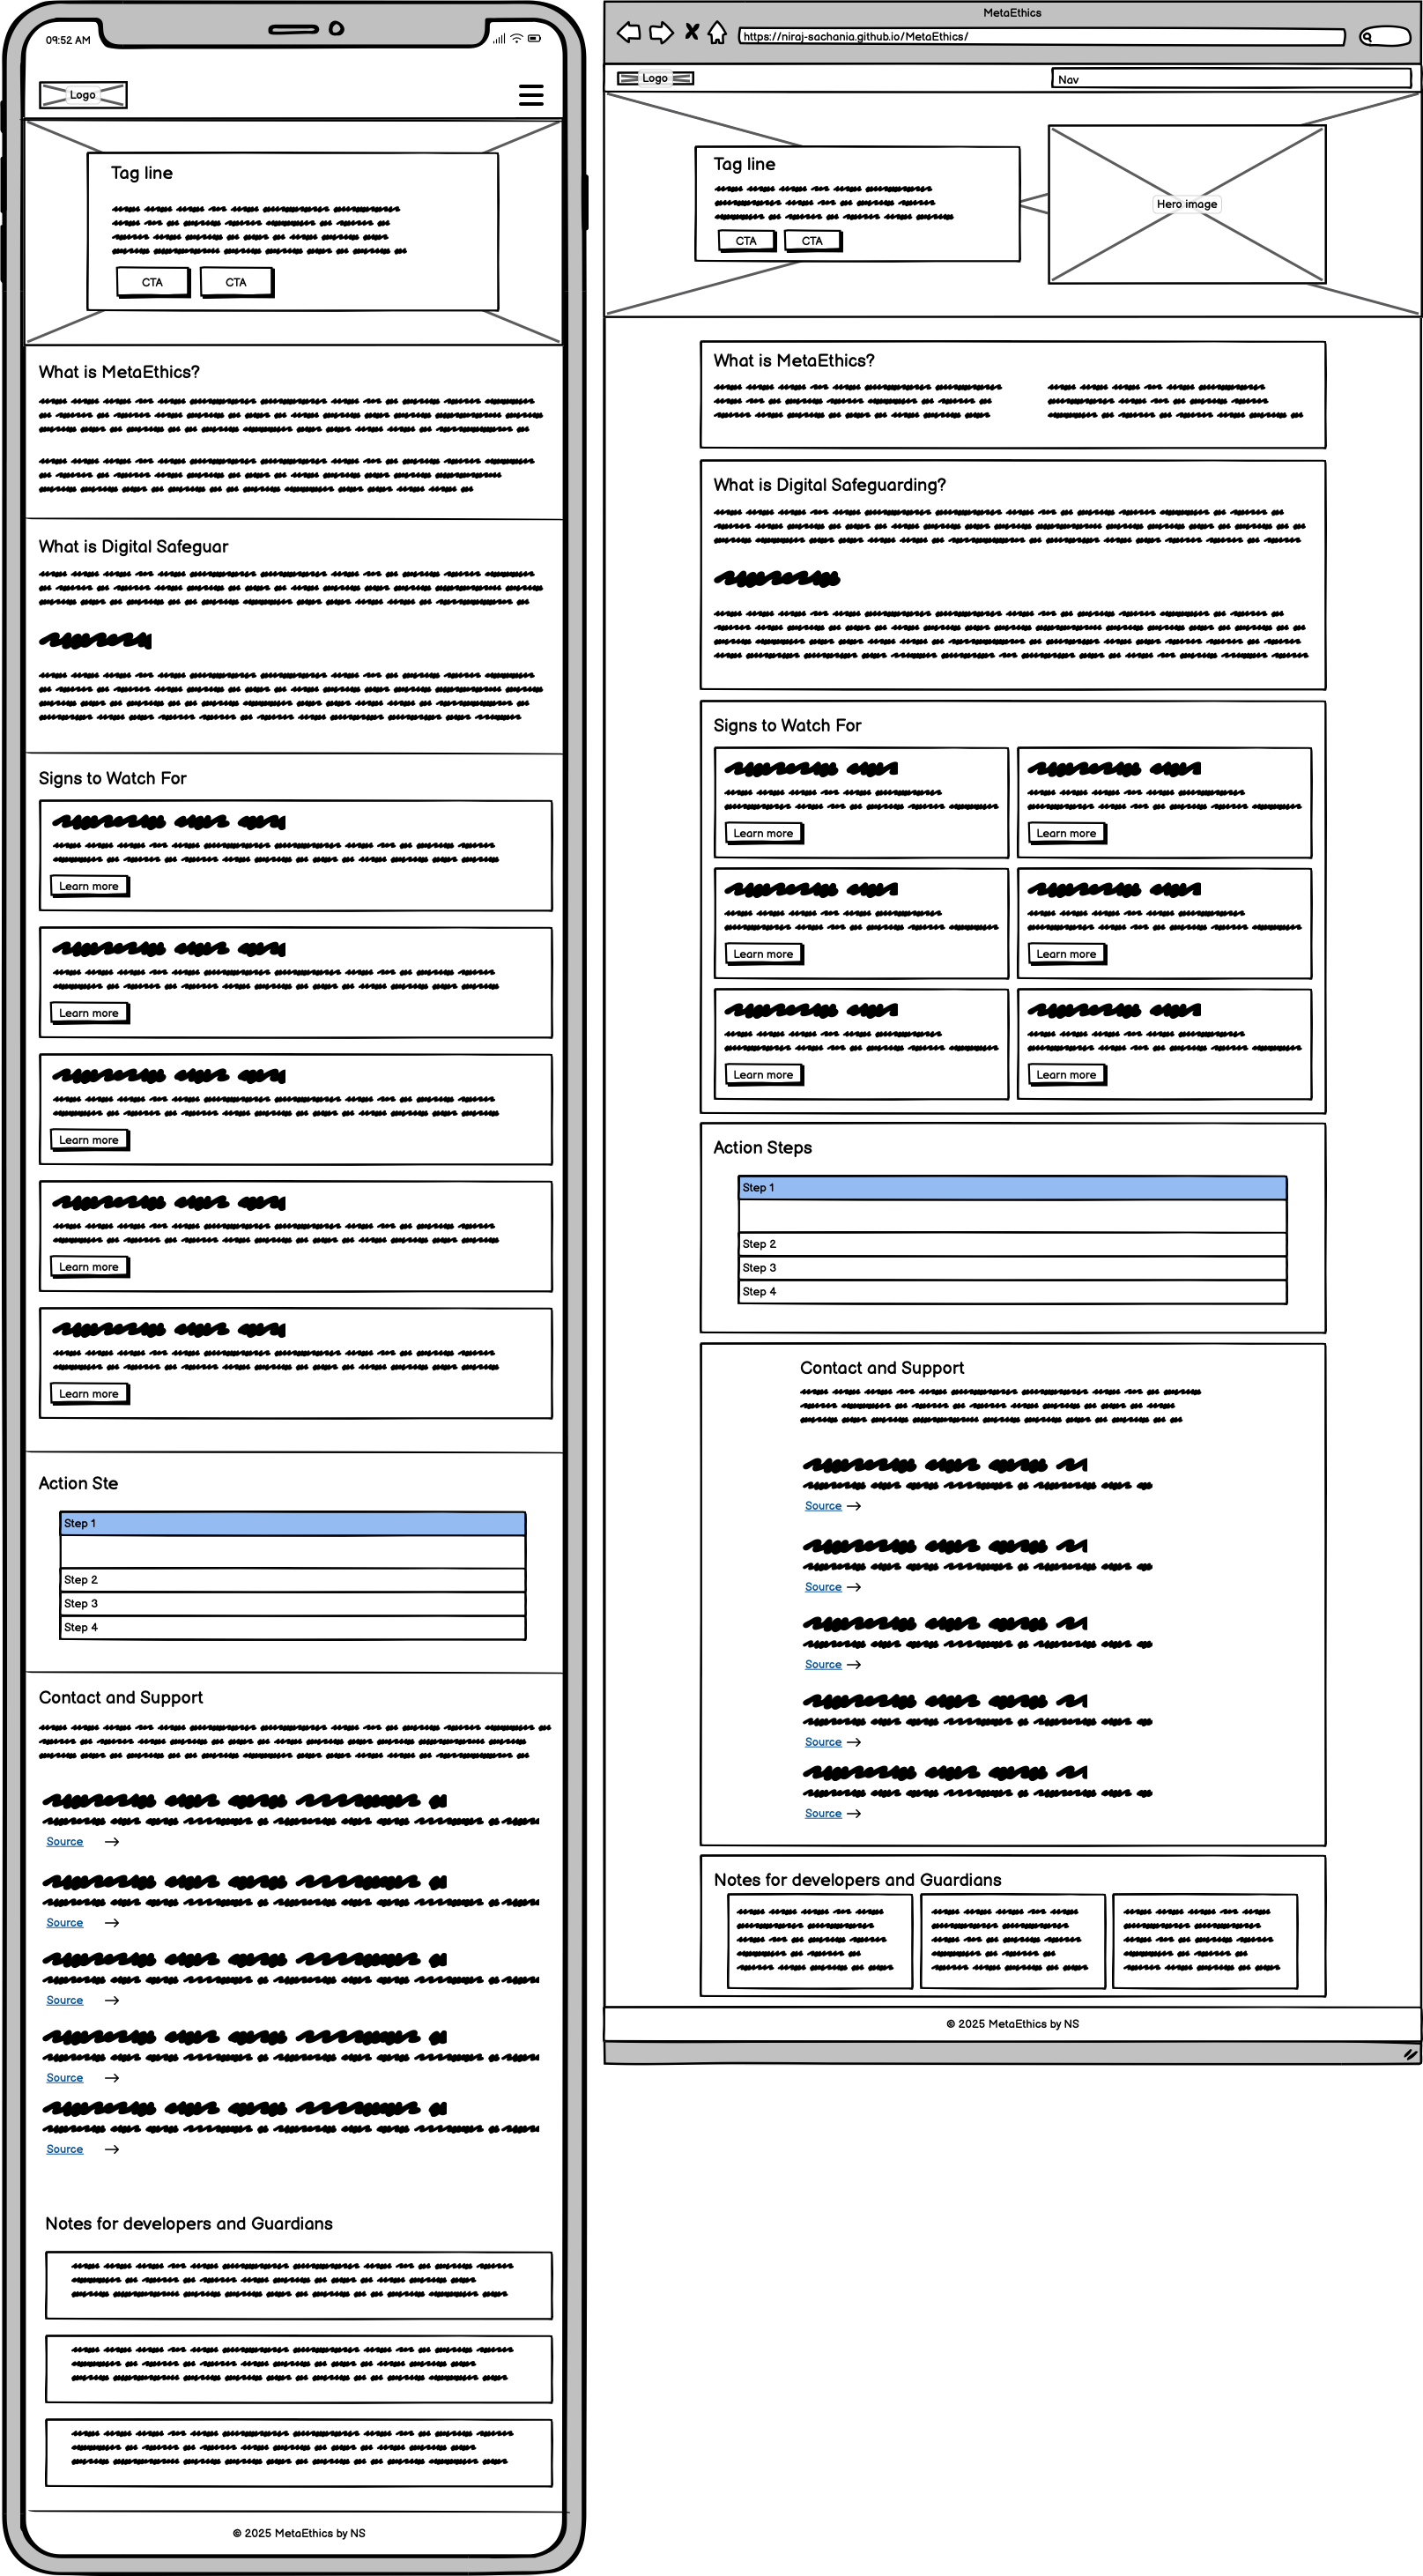 09:52 AM
Logo
Tag line
CTA CTA
What is MetaEthics?
What is Digital Safeguar
Signs to Watch For
Learn more
Learn more
Learn more
Learn more
Learn more
Action Ste
Step 1
Step 2
Step 3
Step 4
Contact and Support
Source
Source
Source
Source
Source
Notes for developers and Guardians
© 2025 MetaEthics by NS
MetaEthics
https://niraj-sachania.github.io/MetaEthics/
Logo
Nav
Tag line
CTA CTA
Hero image
What is MetaEthics?
What is Digital Safeguarding?
Signs to Watch For
Learn more Learn more
Learn more Learn more
Learn more Learn more
Action Steps
Step 1
Step 2
Step 3
Step 4
Contact and Support
Source
Source
Source
Source
Source
Notes for developers and Guardians
© 2025 MetaEthics by NS